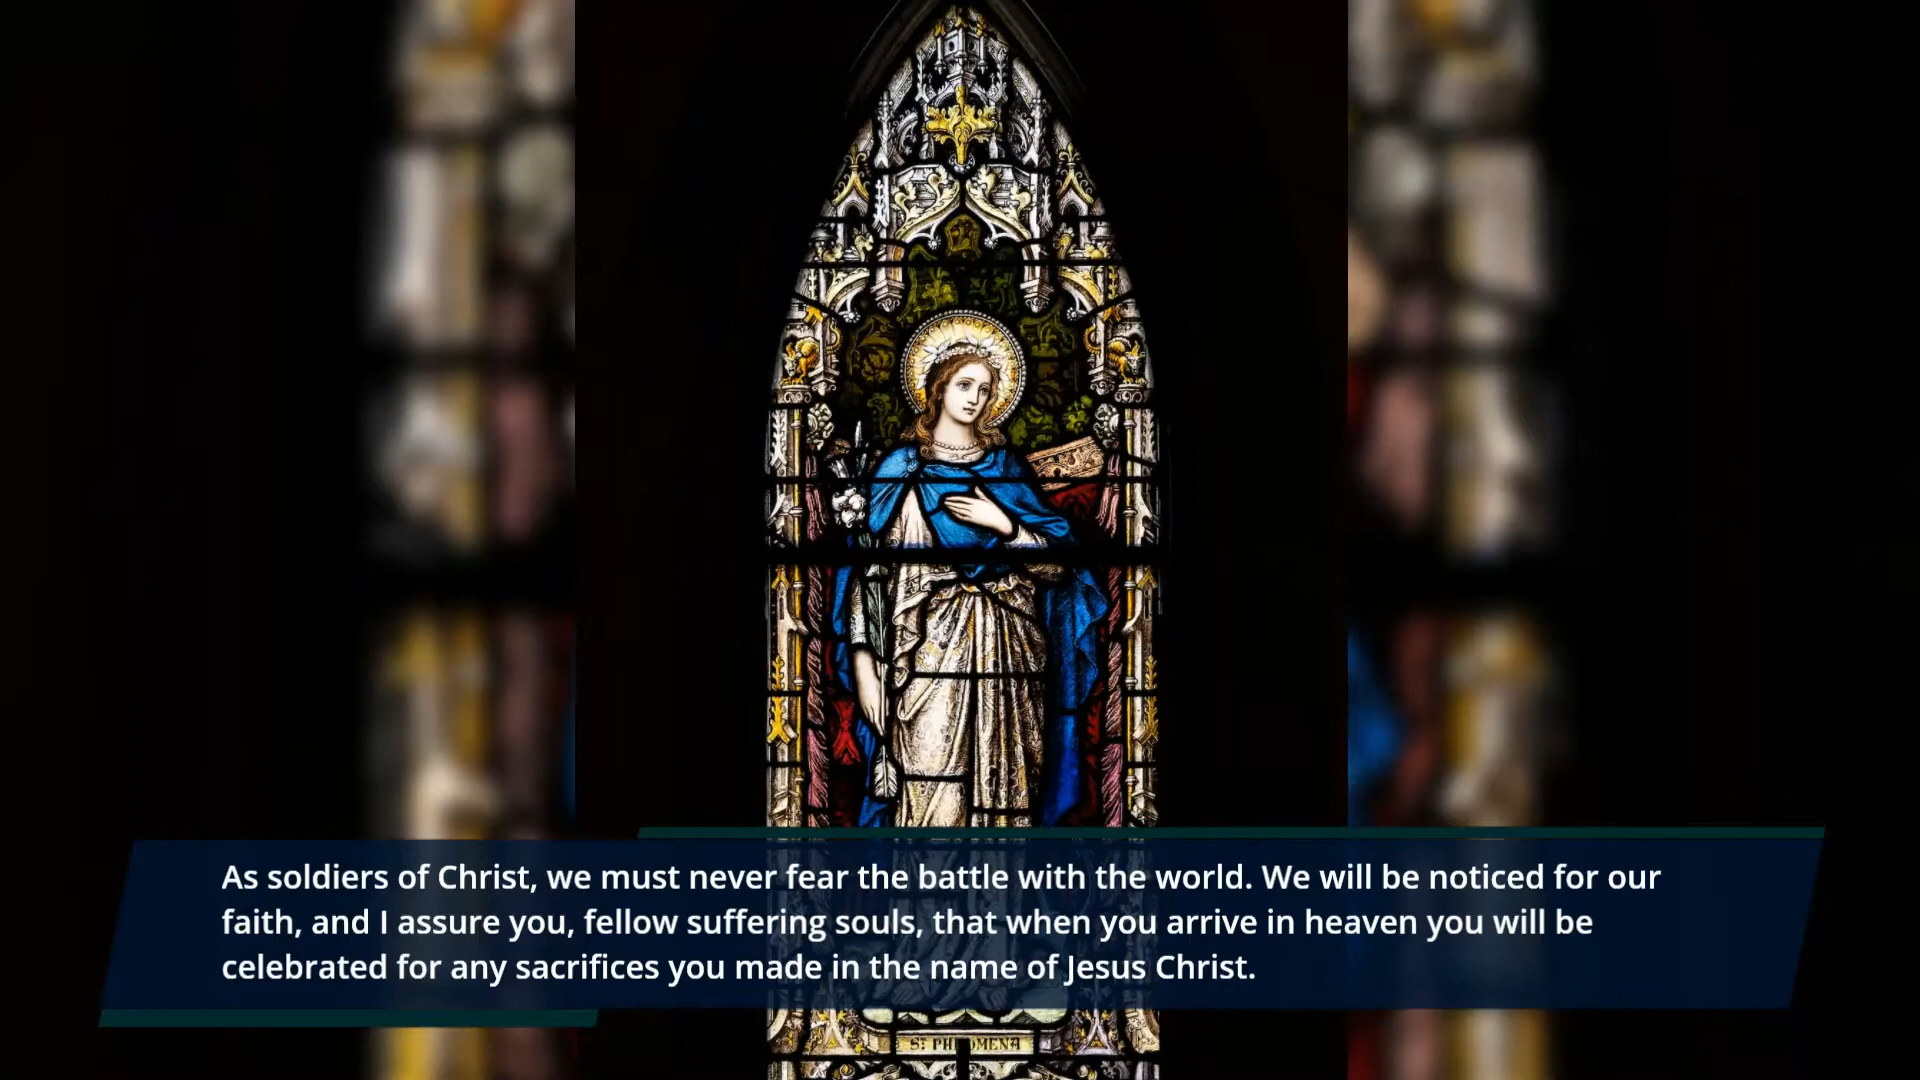 As soldiers of Christ, we must never fear the battle with the world. We will be noticed for our
faith, and I assure you, fellow suffering souls, that when you arrive in heaven you will be
celebrated for any sacrifices you made in the name of Jesus Christ.
ST PHILOMENA